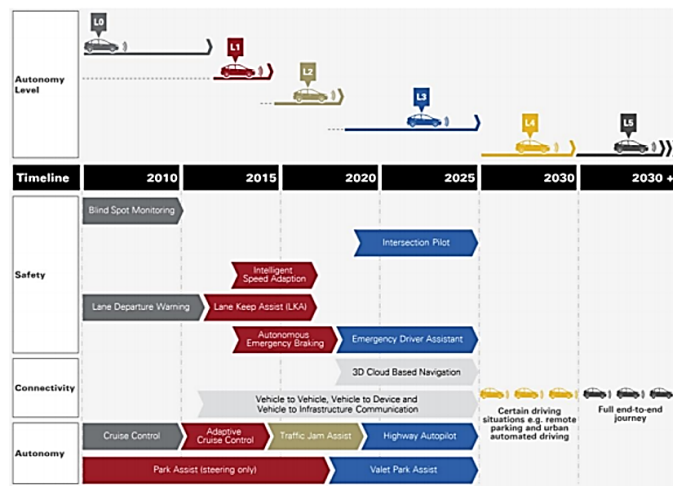 L0
L1
L2
L3
L4
L5
Autonomy
Level
Timeline 2010 2015 2020 2025 2030 2030 +
Blind Spot Monitoring
Intersection Pilot
Safety
Intelligent
Speed Adaption
Lane Departure Warning
Lane Keep Assist (LKA)
Autonomous
Emergency Braking
Emergency Driver Assistant
Connectivity
3D Cloud Based Navigation
Vehicle to Vehicle, Vehicle to Device and
Vehicle to Infrastructure Communication
Certain driving
situations e.g. remote
parking and urban
automated driving
Full end-to-end
journey
Autonomy
Cruise Control
Adaptive
Cruise Control
Traffic Jam Assist
Highway Autopilot
Park Assist (steering only)
Valet Park Assist